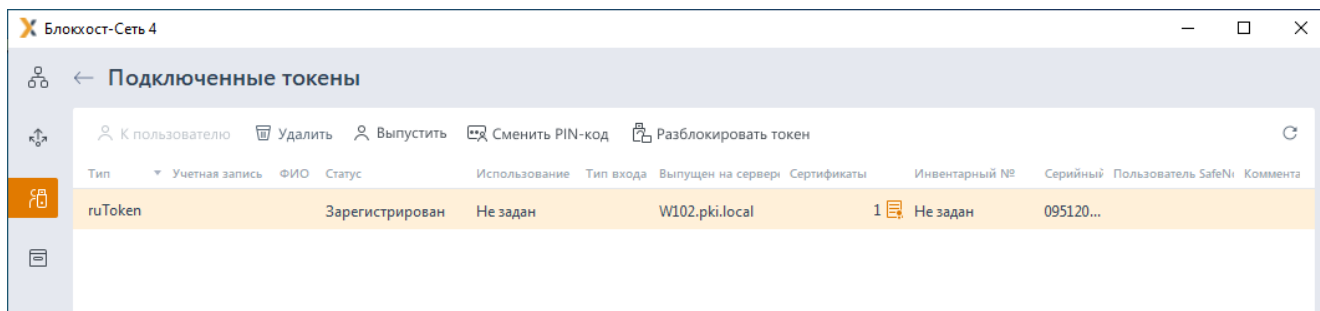 Блокхост-Сеть 4
Подключенные токены
К пользователю Удалить Выпустить Сменить PIN-код Разблокировать токен
Тип Учетная запись ФИО Статус Использование Тип входа Выпущен на сервере Сертификаты Инвентарный № Серийный Пользователь SafeNe Коммента
ruToken Зарегистрирован Не задан W102.pki.local 1 Не задан 095120...